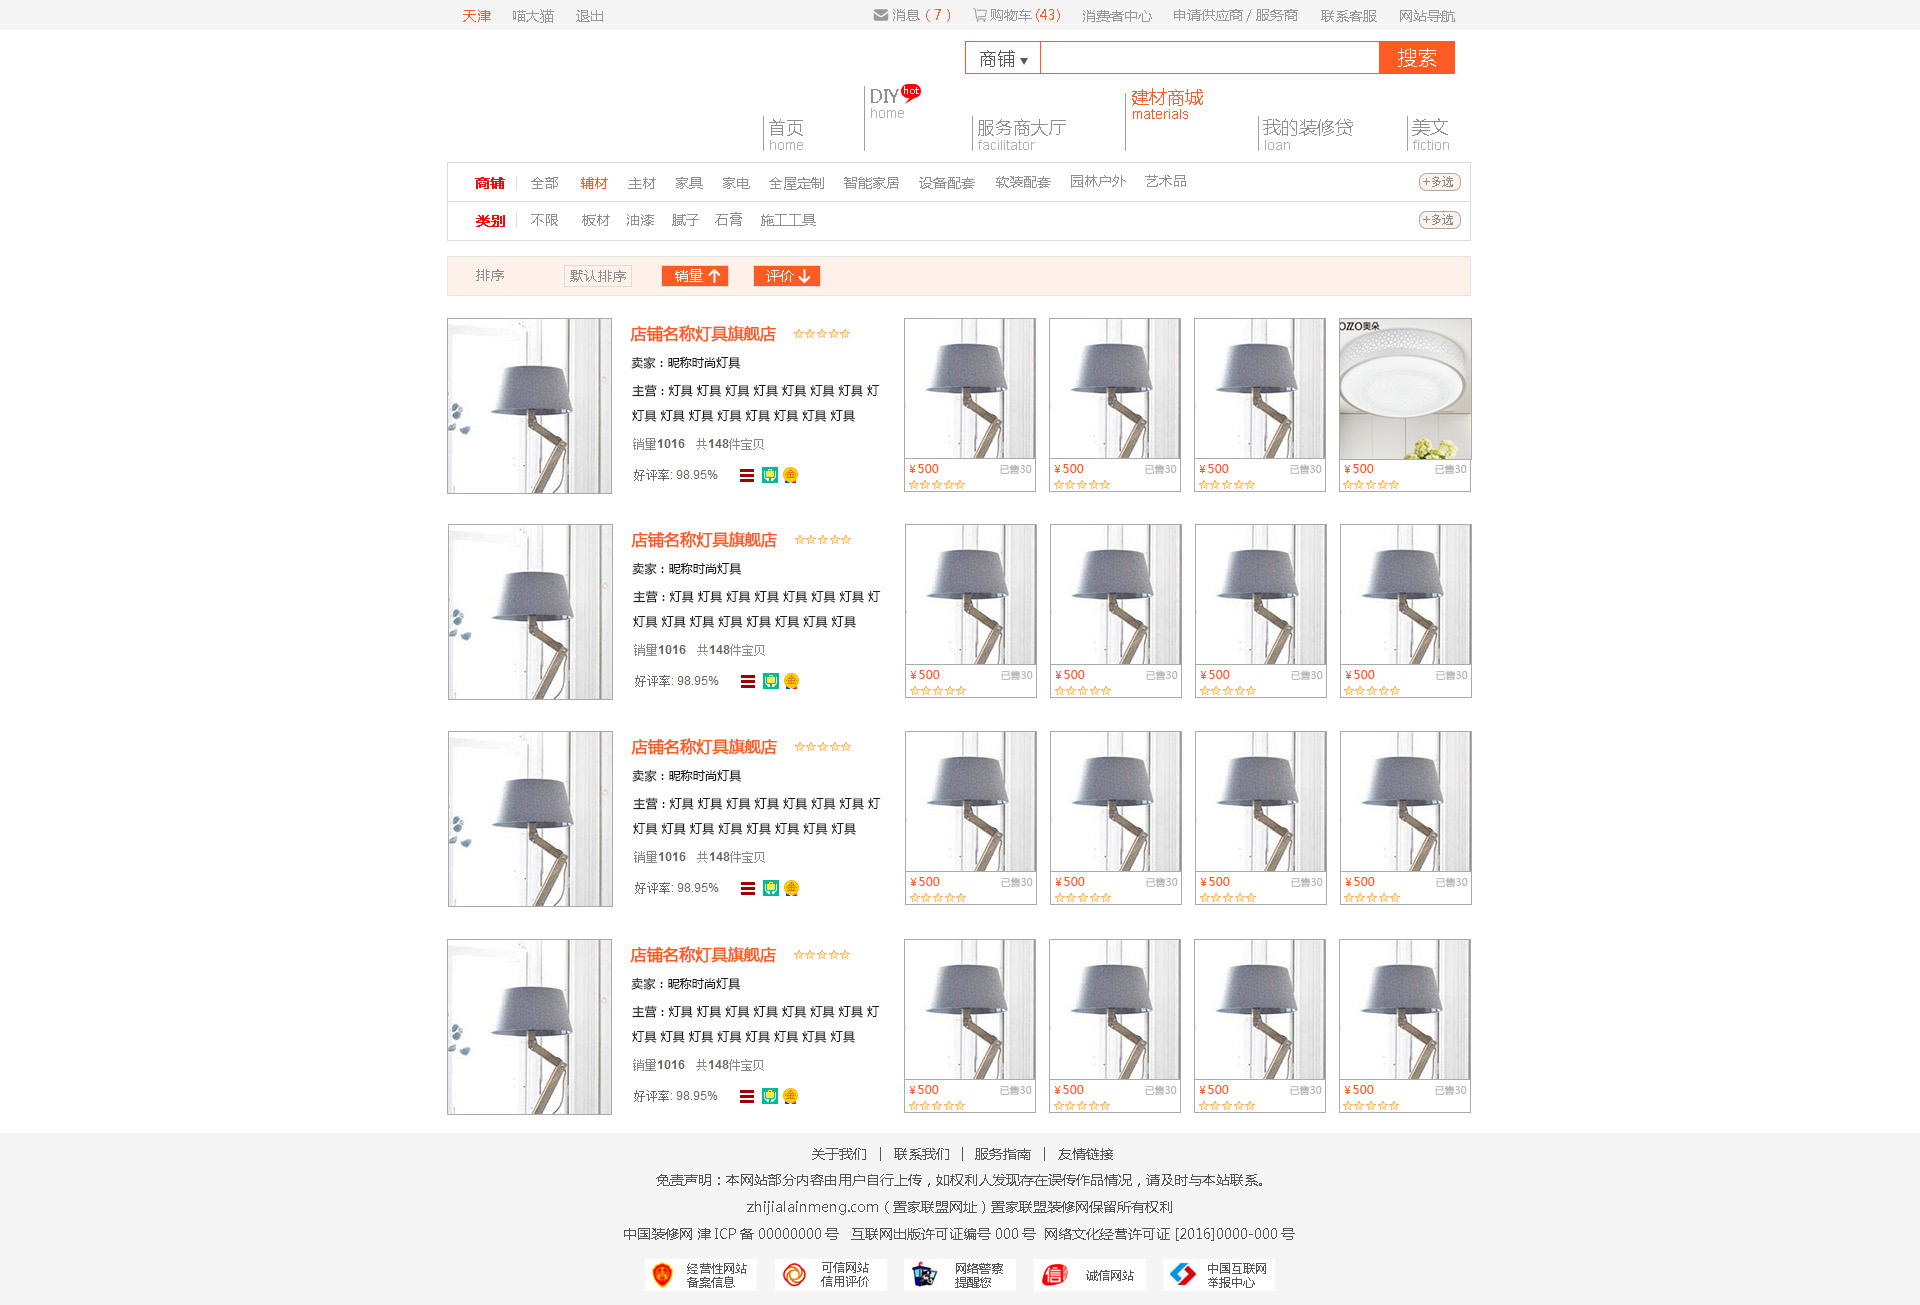 天津 喵大猫 退出 消息（7） 购物车(43) 消费者中心 申请供应商 / 服务商 联系客服 网站导航
商铺▼ 搜索
DIY hot
home
建材商城
materials
首页
home
服务商大厅
facilitator
我的装修贷
loan
美文
fiction
商铺 全部 辅材 主材 家具 家电 全屋定制 智能家居 设备配套 软装配套 园林户外 艺术品 +多选
类别 不限 板材 油漆 腻子 石膏 施工工具 +多选
排序 默认排序 销量 评价
店铺名称灯具旗舰店
卖家：昵称时尚灯具
主营：灯具 灯具 灯具 灯具 灯具 灯具 灯具 灯
灯具 灯具 灯具 灯具 灯具 灯具 灯具 灯具
销量1016 共148件宝贝
好评率: 98.95%
OZZO奥朵
¥500 已售30 ¥500 已售30 ¥500 已售30 ¥500 已售30
店铺名称灯具旗舰店
卖家：昵称时尚灯具
主营：灯具 灯具 灯具 灯具 灯具 灯具 灯具 灯
灯具 灯具 灯具 灯具 灯具 灯具 灯具 灯具
销量1016 共148件宝贝
好评率: 98.95%
¥500 已售30 ¥500 已售30 ¥500 已售30 ¥500 已售30
店铺名称灯具旗舰店
卖家：昵称时尚灯具
主营：灯具 灯具 灯具 灯具 灯具 灯具 灯具 灯
灯具 灯具 灯具 灯具 灯具 灯具 灯具 灯具
销量1016 共148件宝贝
好评率: 98.95%
¥500 已售30 ¥500 已售30 ¥500 已售30 ¥500 已售30
店铺名称灯具旗舰店
卖家：昵称时尚灯具
主营：灯具 灯具 灯具 灯具 灯具 灯具 灯具 灯
灯具 灯具 灯具 灯具 灯具 灯具 灯具 灯具
销量1016 共148件宝贝
好评率: 98.95%
¥500 已售30 ¥500 已售30 ¥500 已售30 ¥500 已售30
关于我们 | 联系我们 | 服务指南 | 友情链接
免责声明：本网站部分内容由用户自行上传，如权利人发现存在误传作品情况，请及时与本站联系。
zhijialainmeng.com（置家联盟网址）置家联盟装修网保留所有权利
中国装修网 津 ICP 备 00000000 号 互联网出版许可证编号 000 号 网络文化经营许可证 [2016]0000-000 号
经营性网站
备案信息
可信网站
信用评价
网络警察
提醒您
信 诚信网站
中国互联网
举报中心